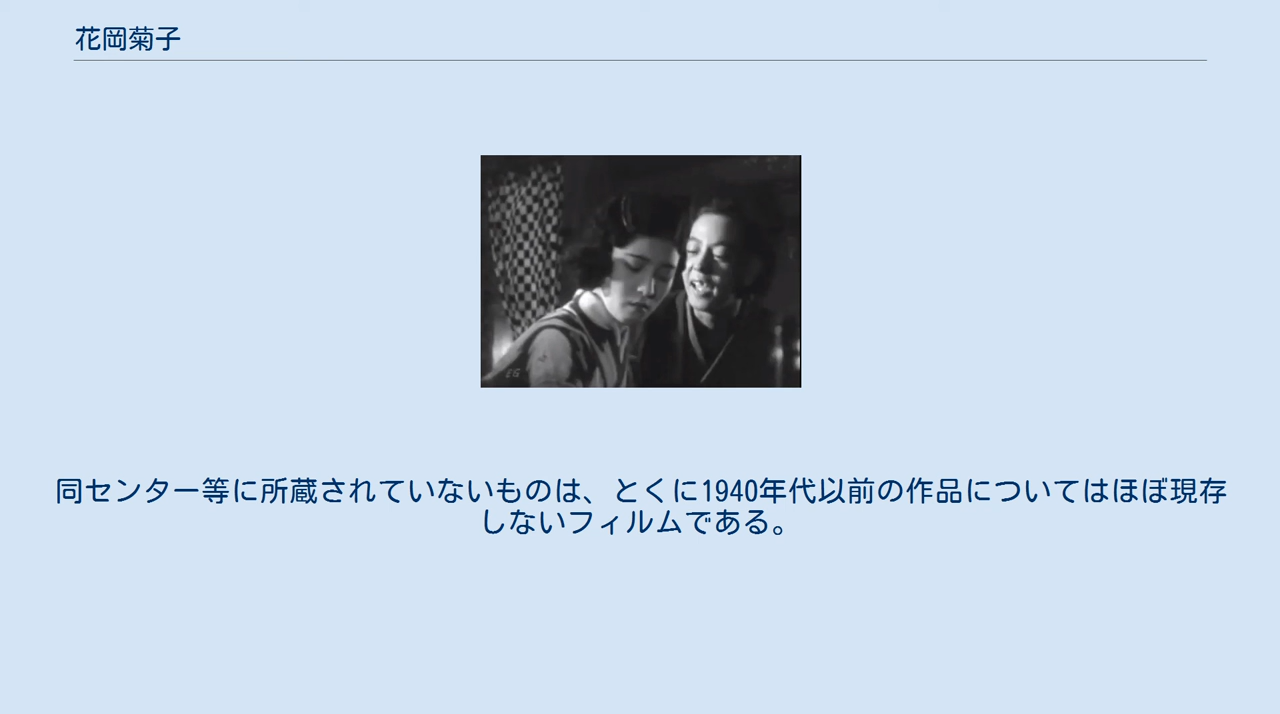 花岡菊子
同センター等に所蔵されていないものは、とくに1940年代以前の作品についてはほぼ現存
しないフィルムである。